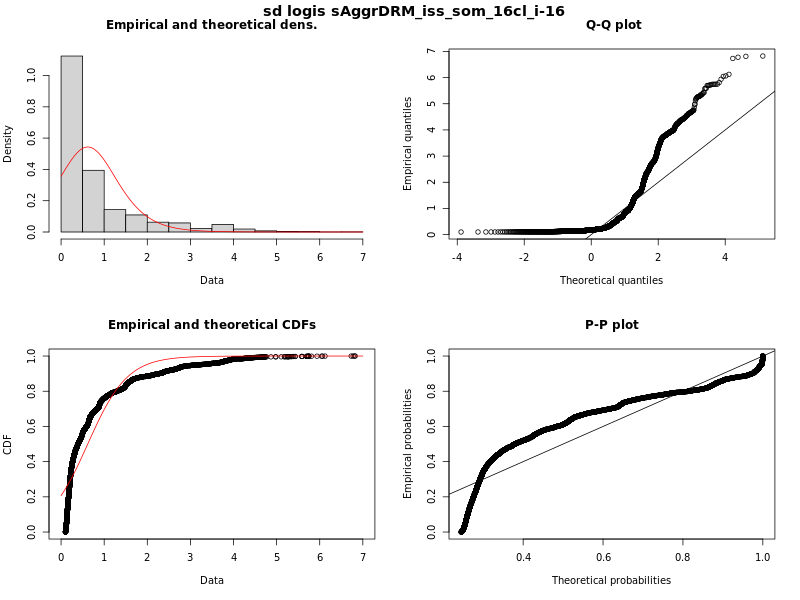 sd logis sAggrDRM_iss_som_16cl_i-16
Empirical and theoretical dens.
Density
0.0 0.2 0.4 0.6 0.8 1.0
0 1 2 3 4 5 6 7
Data
Q-Q plot
Empirical quantiles
0 1 2 3 4 5 6 7
-4 -2 0 2 4
Theoretical quantiles
Empirical and theoretical CDFs
CDF
0.0 0.2 0.4 0.6 0.8 1.0
0 1 2 3 4 5 6 7
Data
P-P plot
Empirical probabilities
0.0 0.2 0.4 0.6 0.8 1.0
0.4 0.6 0.8 1.0
Theoretical probabilities